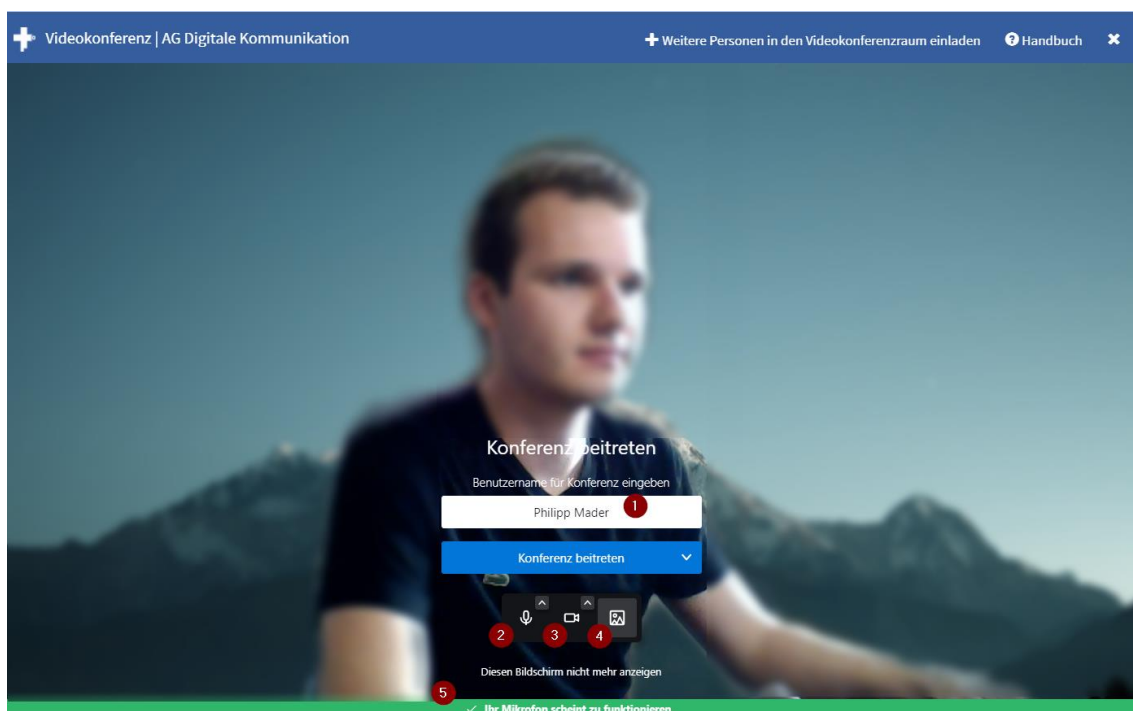 Videokonferenz | AG Digitale Kommunikation
Weitere Personen in den Videokonferenzraum einladen
Handbuch
Konferenz beitreten
Benutzername für Konferenz eingeben
Philipp Mader 1
Konferenz beitreten
2 3 4
Diesen Bildschirm nicht mehr anzeigen
5
Ihr Mikrofon scheint zu funktionieren